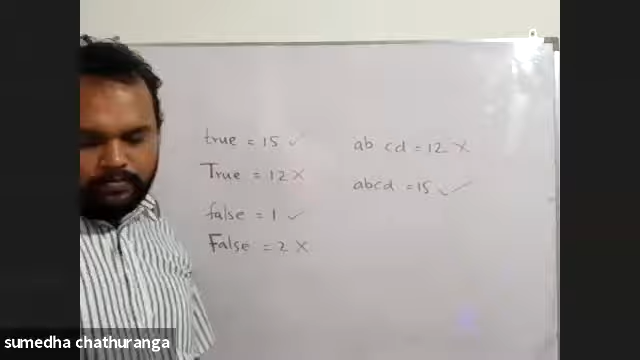 true = 15 ✓
True = 12 ✗
false = 1 ✓
False = 2 ✗
ab cd = 12 ✗
abcd = 15 ✓
sumedha chathuranga